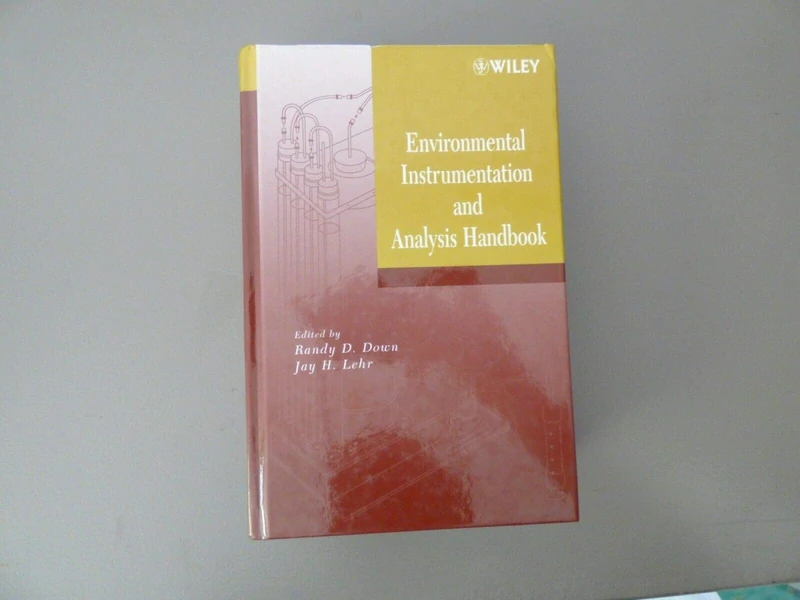 WILEY
Environmental
Instrumentation
and
Analysis Handbook
Edited by
Randy D. Down
Jay H. Lehr